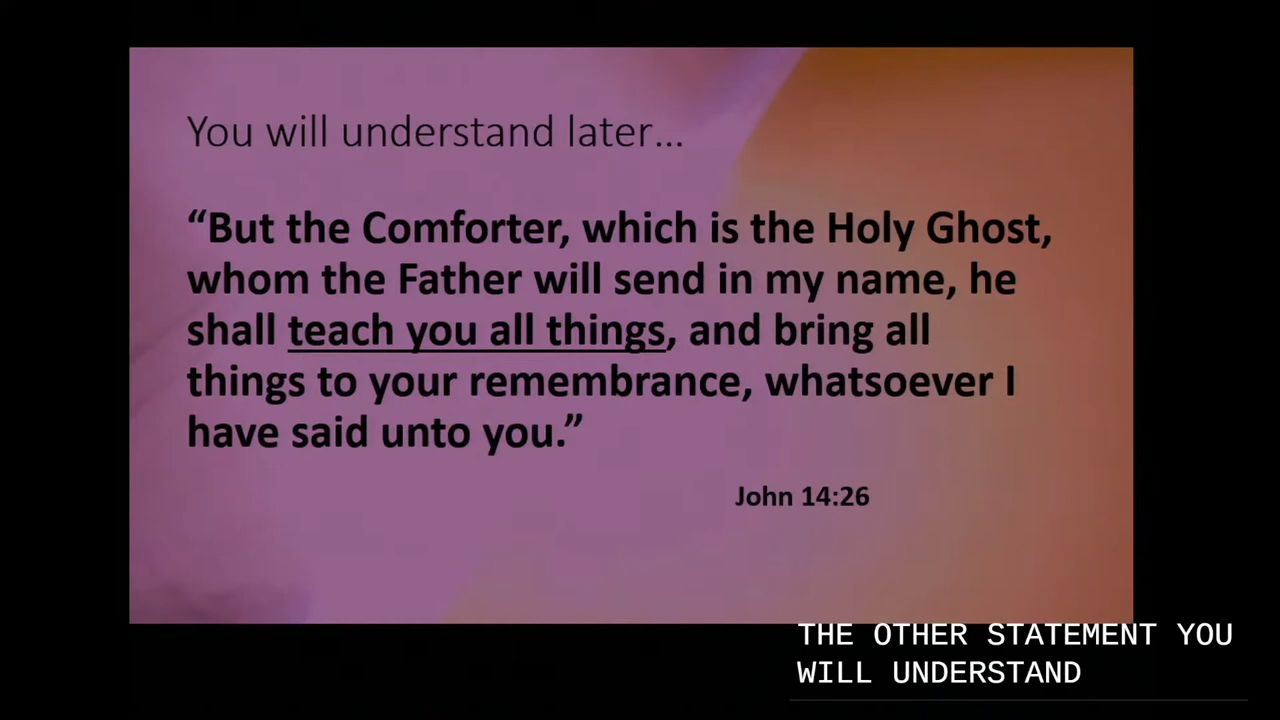 You will understand later...
“But the Comforter, which is the Holy Ghost,
whom the Father will send in my name, he
shall teach you all things, and bring all
things to your remembrance, whatsoever I
have said unto you.”
John 14:26
THE OTHER STATEMENT YOU
WILL UNDERSTAND